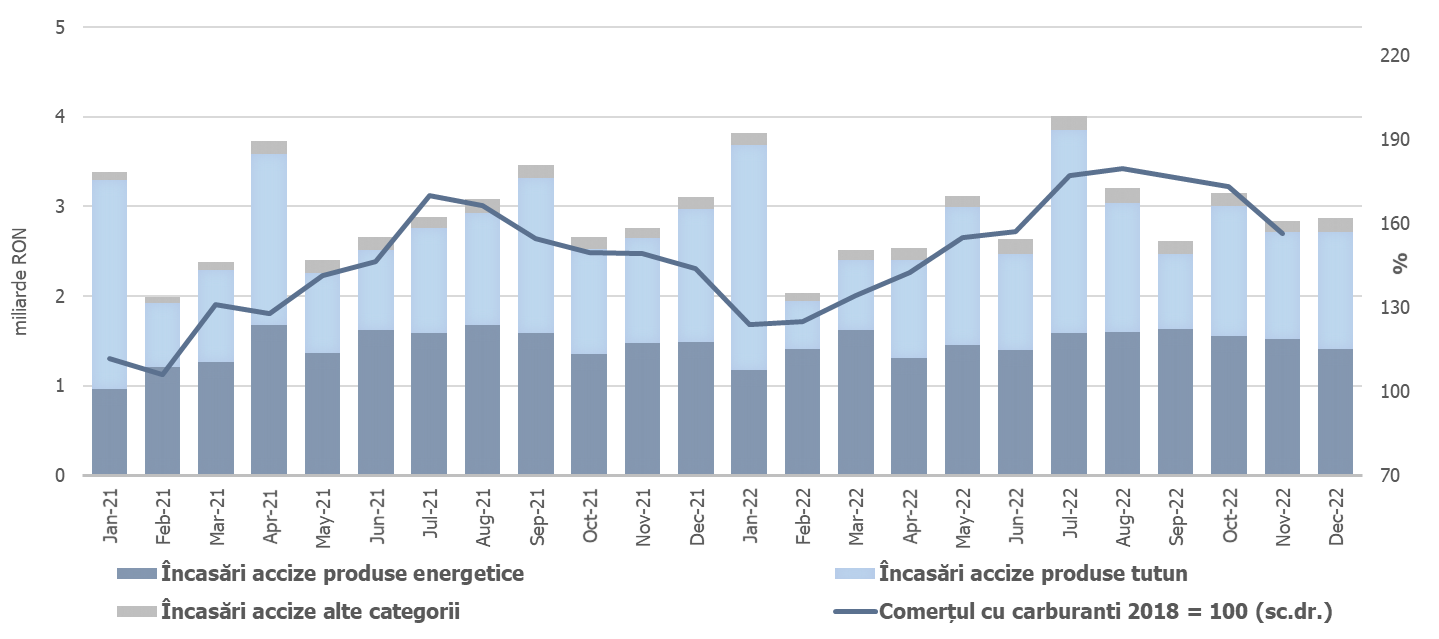 5
4
3
2
1
0
miliarde RON
220
190
160
130
100
70
%
Jan-21
Feb-21
Mar-21
Apr-21
May-21
Jun-21
Jul-21
Aug-21
Sep-21
Oct-21
Nov-21
Dec-21
Jan-22
Feb-22
Mar-22
Apr-22
May-22
Jun-22
Jul-22
Aug-22
Sep-22
Oct-22
Nov-22
Dec-22
Încasări accize produse energetice
Încasări accize produse tutun
Încasări accize alte categorii
Comerțul cu carburanti 2018 = 100 (sc.dr.)